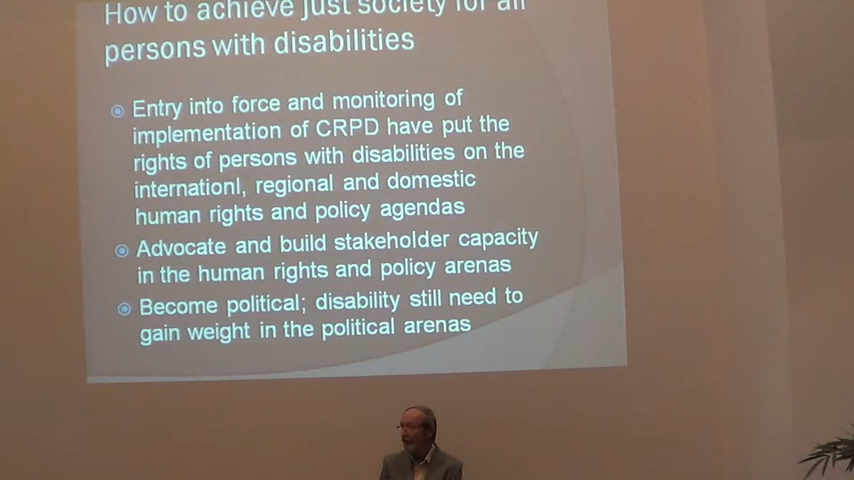 How to achieve just society for all
persons with disabilities
Entry into force and monitoring of
implementation of CRPD have put the
rights of persons with disabilities on the
internationl, regional and domestic
human rights and policy agendas
Advocate and build stakeholder capacity
in the human rights and policy arenas
Become political; disability still need to
gain weight in the political arenas